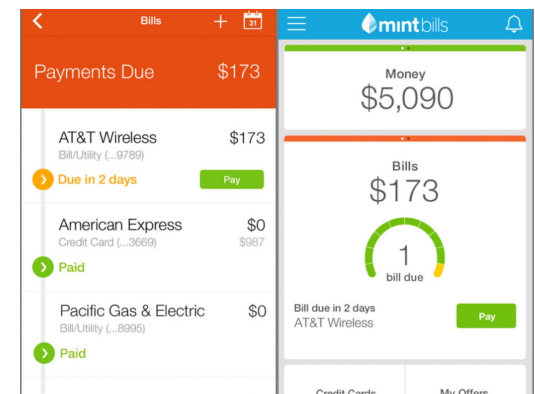 Bills
31
Payments Due $173
AT&T Wireless $173
Bill/Utility (...9789)
Due in 2 days Pay
American Express $0
Credit Card (...3669) $987
Paid
Pacific Gas & Electric $0
Bill/Utility (...8995)
Paid
mintbills
Money
$5,090
Bills
$173
1
bill due
Bill due in 2 days
AT&T Wireless
Pay
Credit Cards My Offers